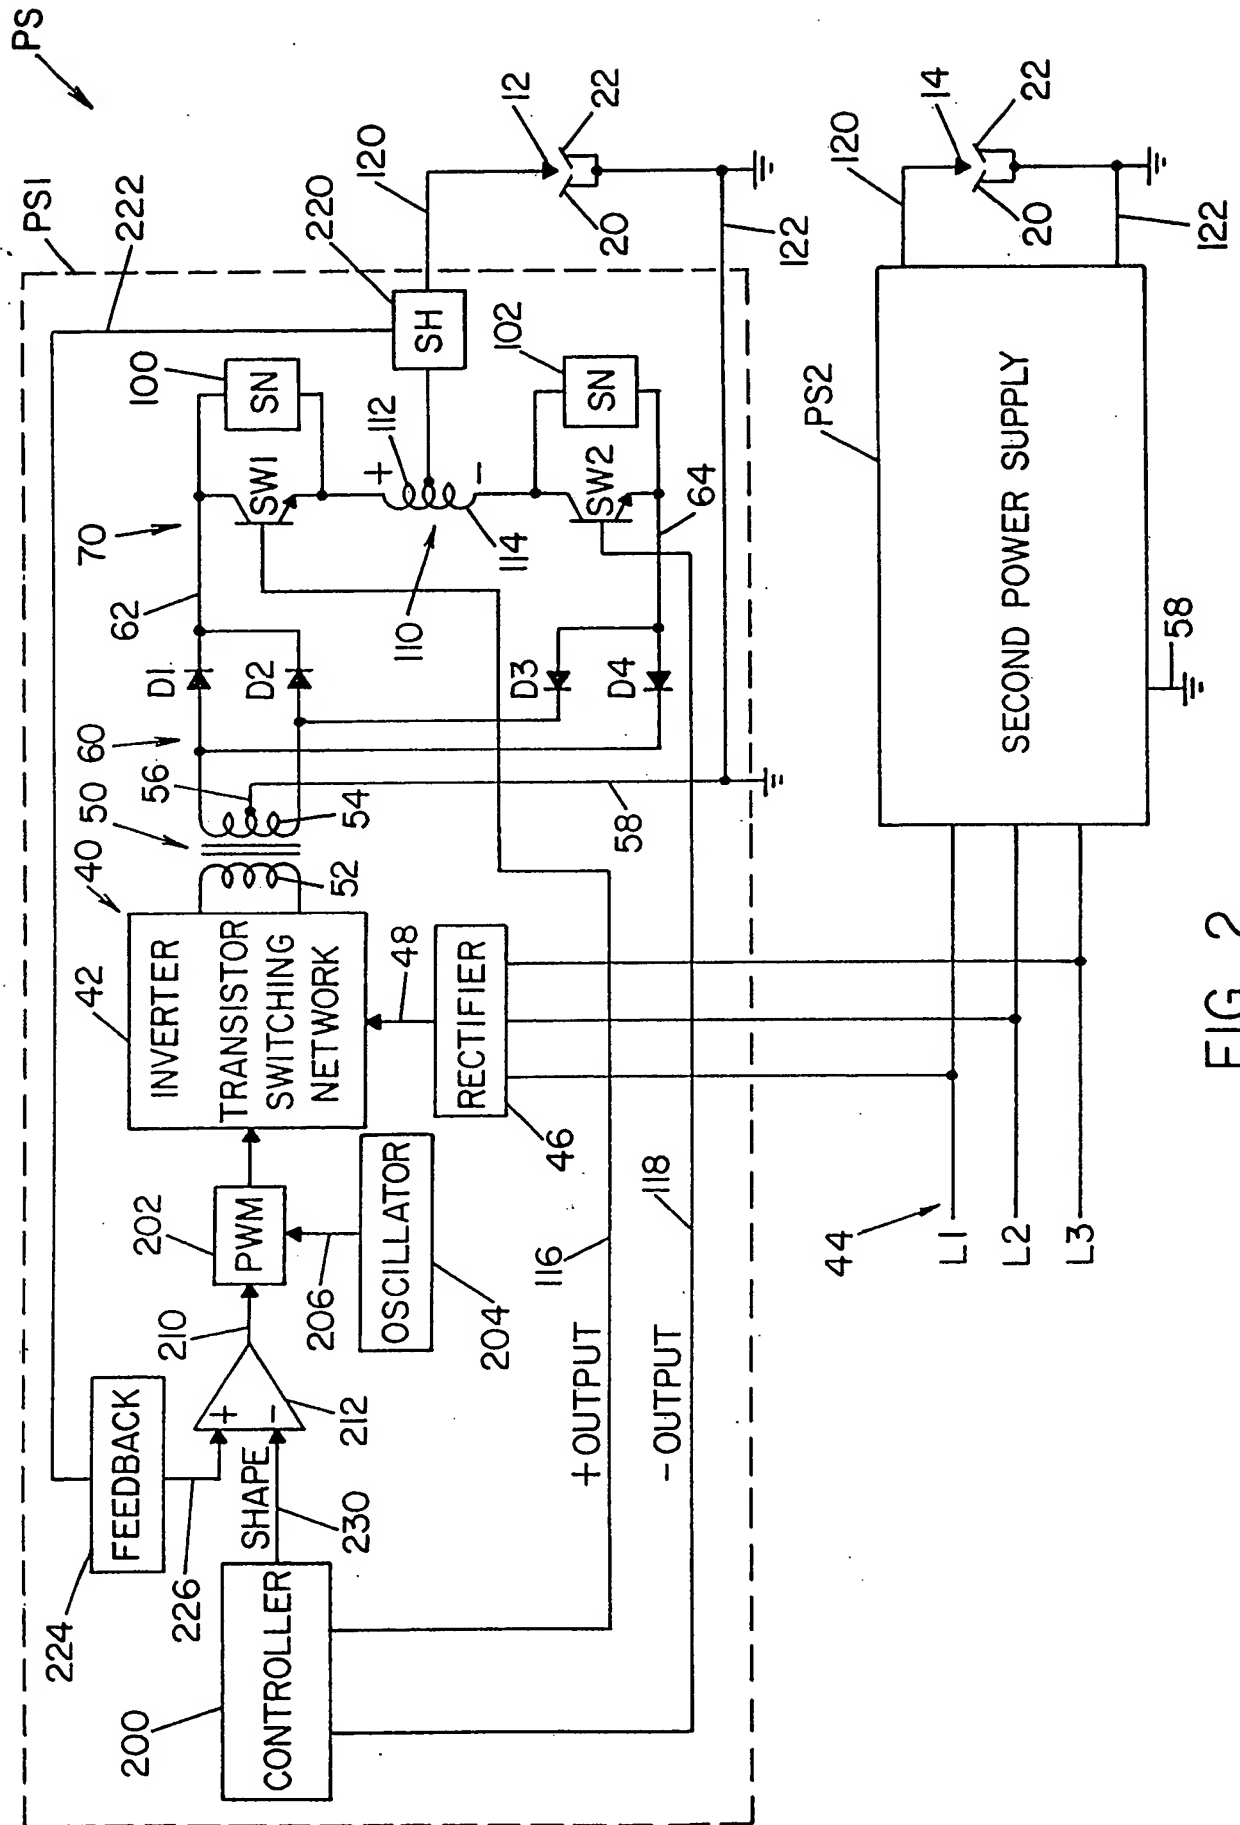 PS
PS1
222
220
120
12
22
20
122
100
SN
SH
102
SN
112
SW1
+
-
SW2
114
64
70
62
110
D1
D2
D3
D4
60
56
50
54
58
40
52
42
INVERTER
TRANSISTOR
SWITCHING
NETWORK
48
RECTIFIER
46
202
PWM
206
OSCILLATOR
204
210
212
+
-
FEEDBACK
224
226
SHAPE
230
CONTROLLER
200
116
118
+OUTPUT
-OUTPUT
120
14
22
20
122
PS2
SECOND POWER SUPPLY
58
44
L1
L2
L3
FIG. 2